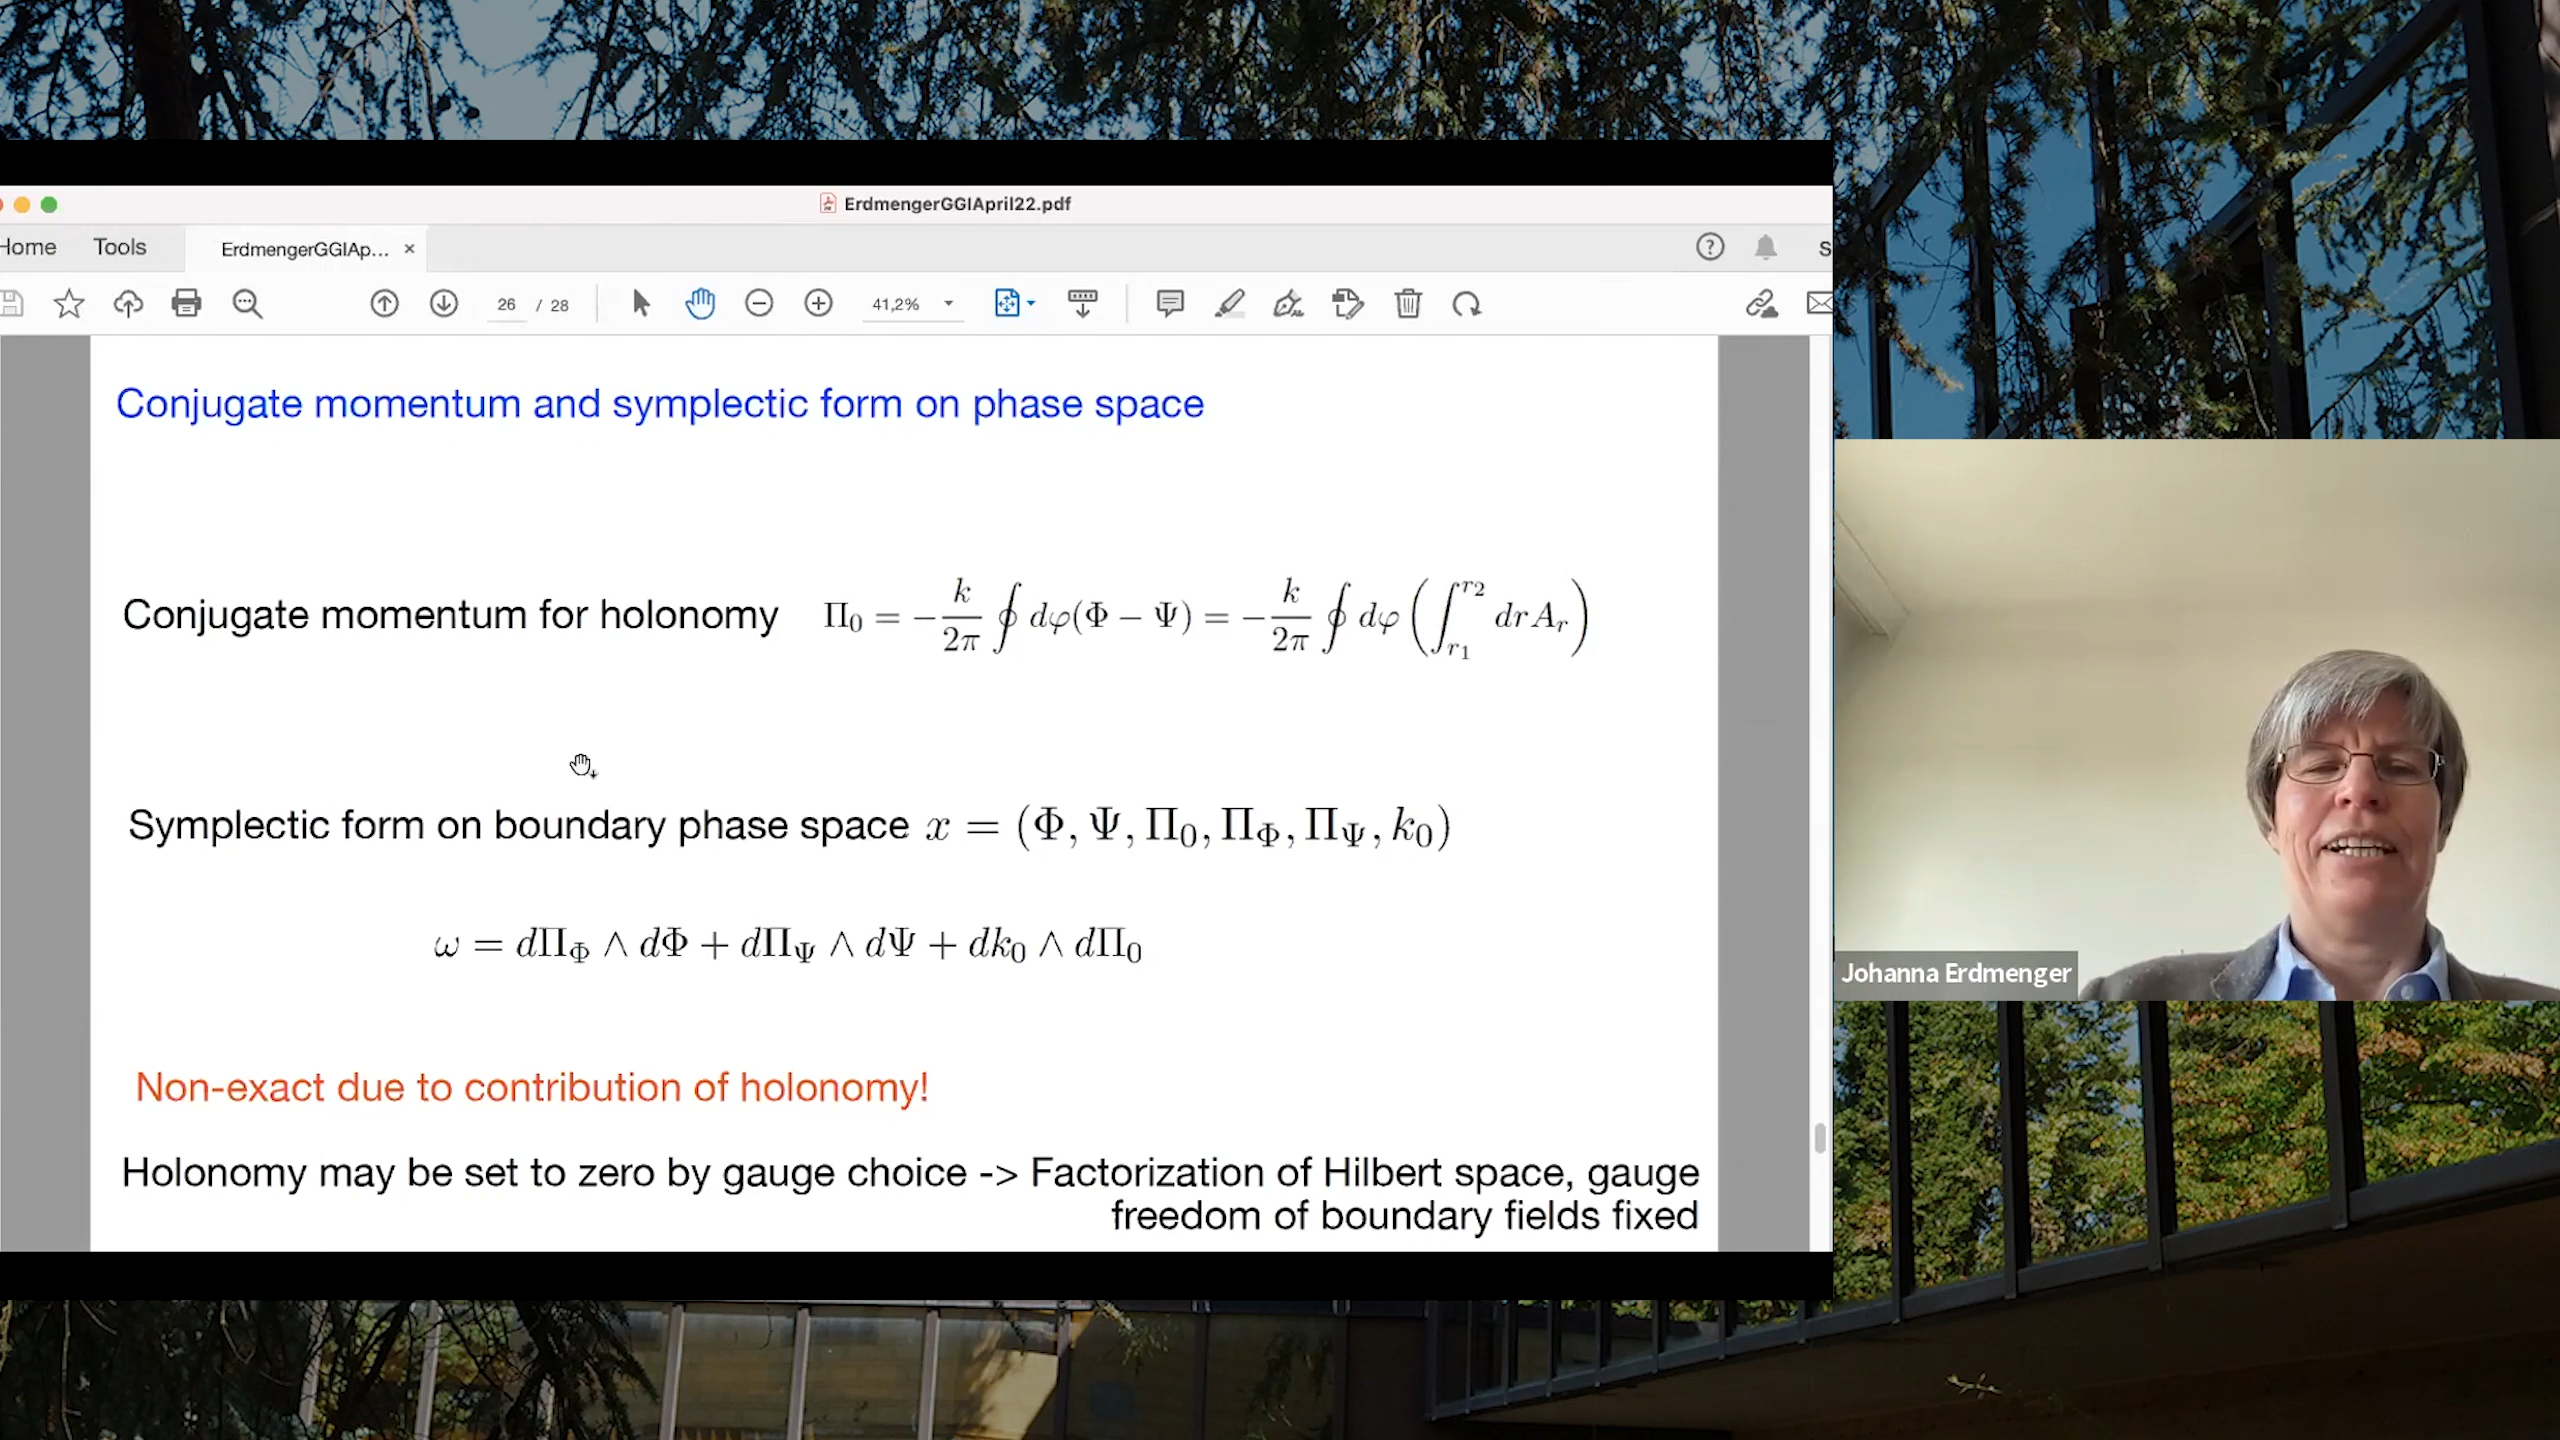 ErdmengerGGIApril22.pdf
Home Tools ErdmengerGGIAp... × S
26 / 28 41,2%
Conjugate momentum and symplectic form on phase space
Conjugate momentum for holonomy Π₀ = −k/2π ∮ dφ(Φ − Ψ) = −k/2π ∮ dφ (∫_{r₁}^{r₂} dr A_r)
Symplectic form on boundary phase space x = (Φ, Ψ, Π₀, Π_Φ, Π_Ψ, k₀)
ω = dΠ_Φ ∧ dΦ + dΠ_Ψ ∧ dΨ + dk₀ ∧ dΠ₀
Johanna Erdmenger
Non-exact due to contribution of holonomy!
Holonomy may be set to zero by gauge choice -> Factorization of Hilbert space, gauge
freedom of boundary fields fixed